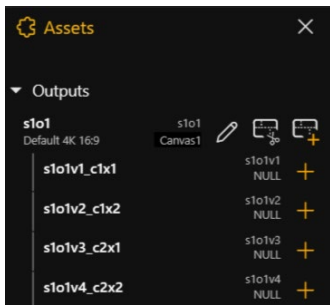 Assets
Outputs
s1o1 s1o1
Default 4K 16:9 Canvas1
s1o1v1_c1x1 s1o1v1
NULL
s1o1v2_c1x2 s1o1v2
NULL
s1o1v3_c2x1 s1o1v3
NULL
s1o1v4_c2x2 s1o1v4
NULL